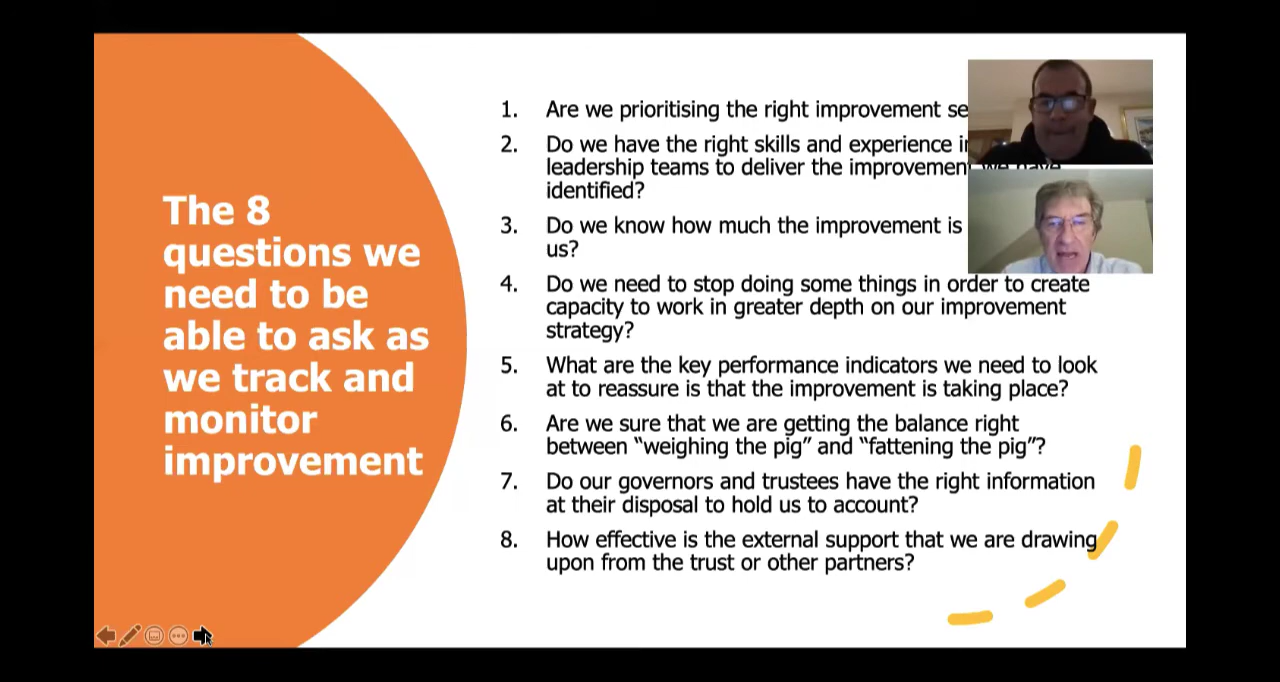 The 8
questions we
need to be
able to ask as
we track and
monitor
improvement
1. Are we prioritising the right improvement
2. Do we have the right skills and experience
leadership teams to deliver the improvement we have
identified?
3. Do we know how much the improvement is
us?
4. Do we need to stop doing some things in order to create
capacity to work in greater depth on our improvement
strategy?
5. What are the key performance indicators we need to look
at to reassure is that the improvement is taking place?
6. Are we sure that we are getting the balance right
between “weighing the pig” and “fattening the pig”?
7. Do our governors and trustees have the right information
at their disposal to hold us to account?
8. How effective is the external support that we are drawing
upon from the trust or other partners?